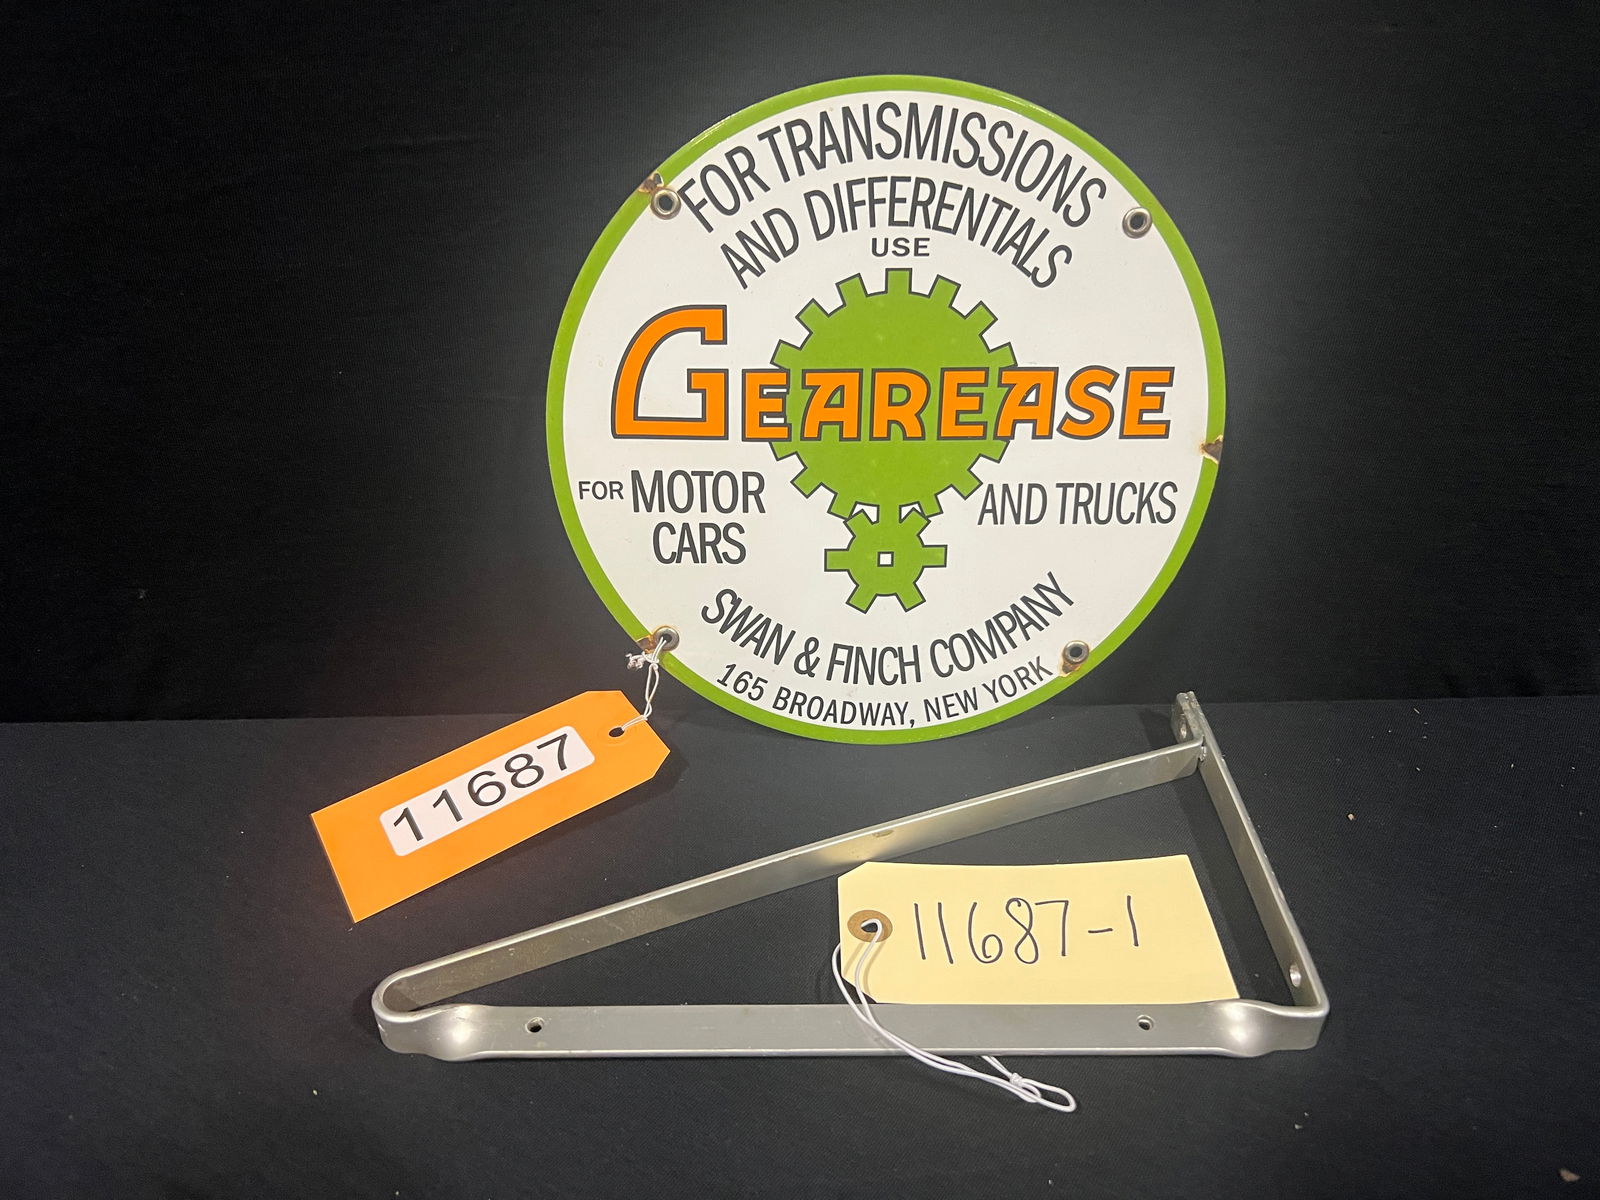 FOR TRANSMISSIONS
AND DIFFERENTIALS
USE
GEAREASE
FOR MOTOR
CARS
AND TRUCKS
SWAN & FINCH COMPANY
165 BROADWAY, NEW YORK
11687
11687-1